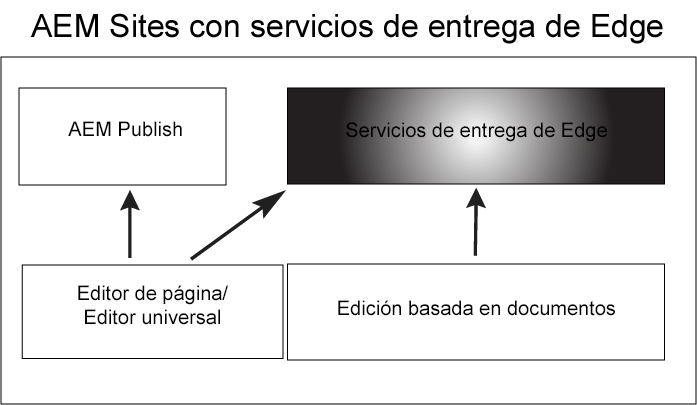 AEM Sites con servicios de entrega de Edge
AEM Publish
Servicios de entrega de Edge
Editor de página/
Editor universal
Edición basada en documentos